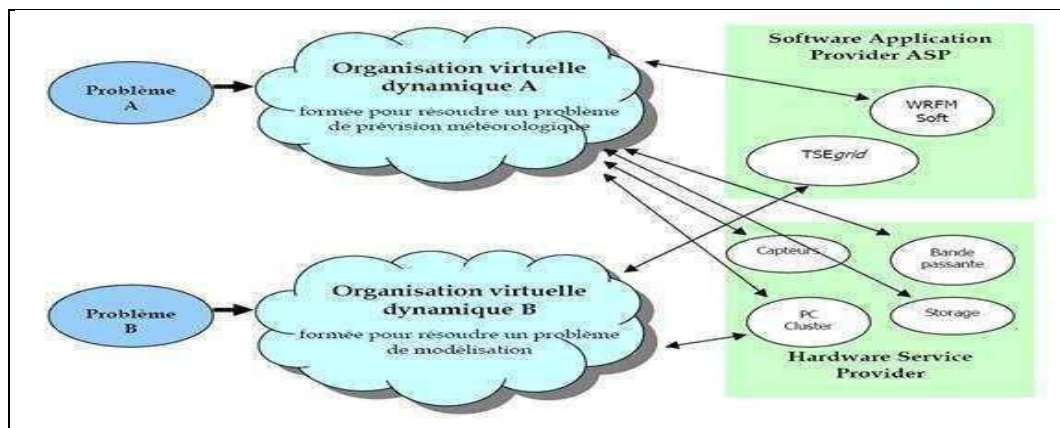 Problème
A
Organisation virtuelle
dynamique A
formée pour résoudre un problème
de prévision météorologique
Software Application
Provider ASP
WRFM
Soft
TSEgrid
Problème
B
Organisation virtuelle
dynamique B
formée pour résoudre un problème
de modèlisation
Capteurs
Bande
passante
PC
Cluster
Storage
Hardware Service
Provider